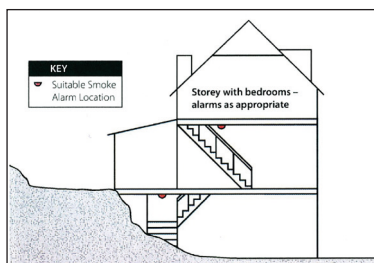 KEY
Suitable Smoke
Alarm Location
Storey with bedrooms –
alarms as appropriate